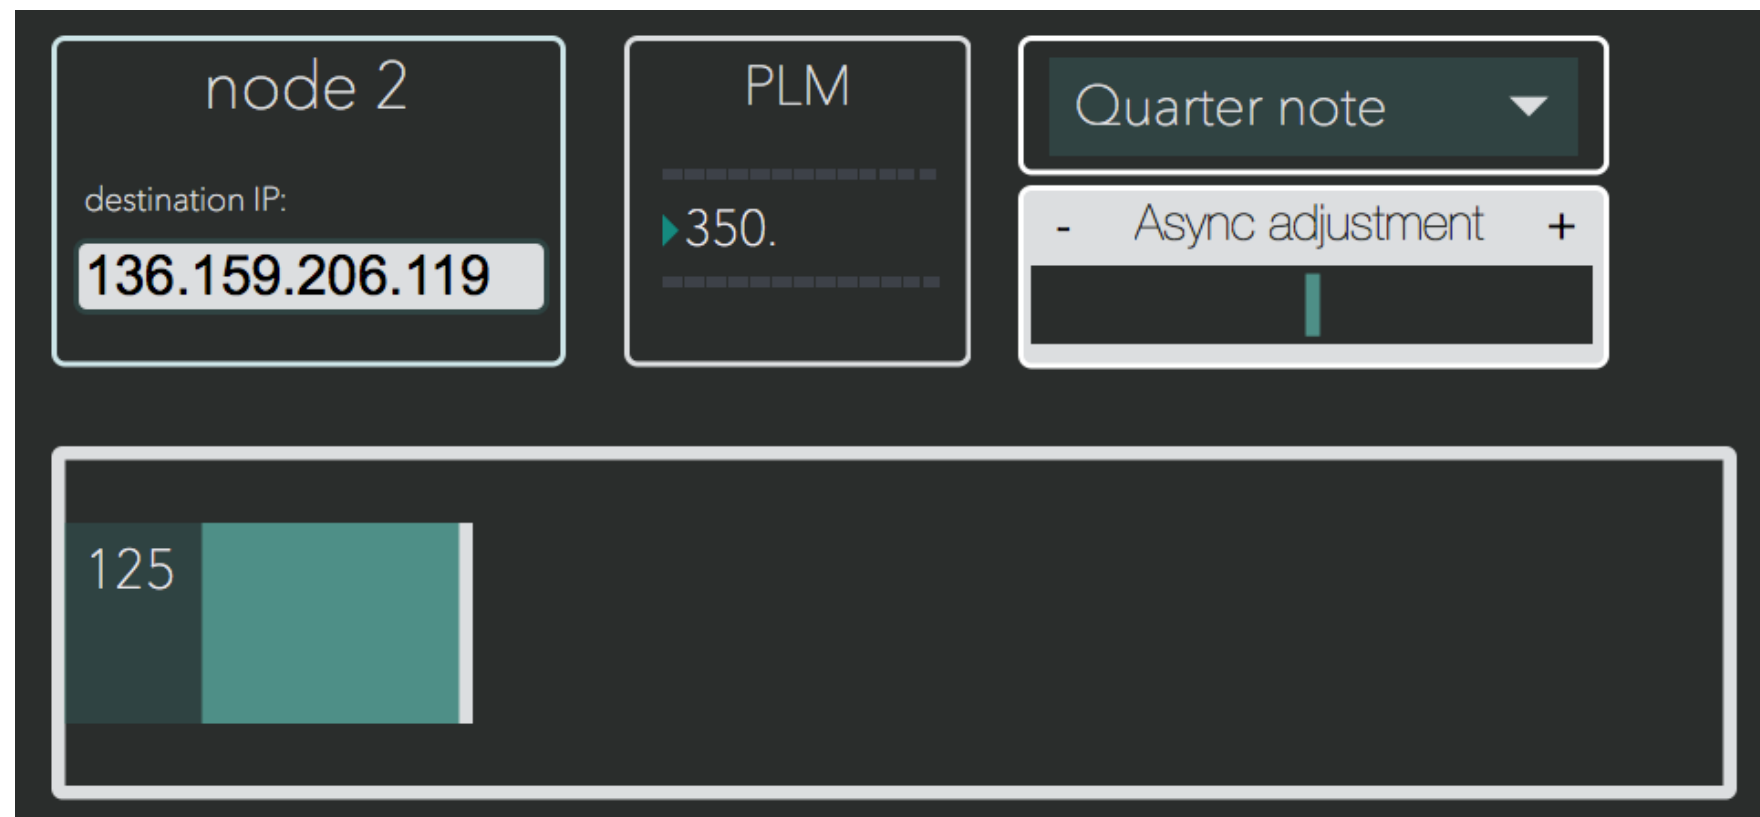 node 2
destination IP:
136.159.206.119
PLM
350.
Quarter note
- Async adjustment +
125